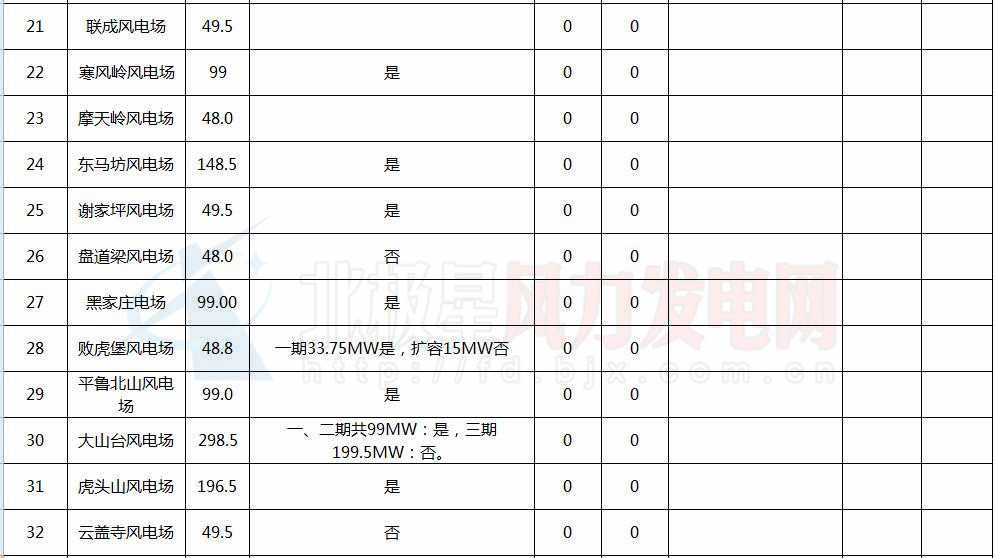 21 联成风电场 49.5 0 0
22 寒风岭风电场 99 是 0 0
23 摩天岭风电场 48.0 0 0
24 东马坊风电场 148.5 是 0 0
25 谢家坪风电场 49.5 是 0 0
26 盘道梁风电场 48.0 否 0 0
27 黑家庄电场 99.00 是 0 0
28 败虎堡风电场 48.8 一期33.75MW是，扩容15MW否 0 0
29 平鲁北山风电
场 99.0 是 0 0
30 大山台风电场 298.5 一、二期共99MW：是，三期
199.5MW：否。 0 0
31 虎头山风电场 196.5 是 0 0
32 云盖寺风电场 49.5 否 0 0
北极星风力发电网
http://fd.bjx.com.cn